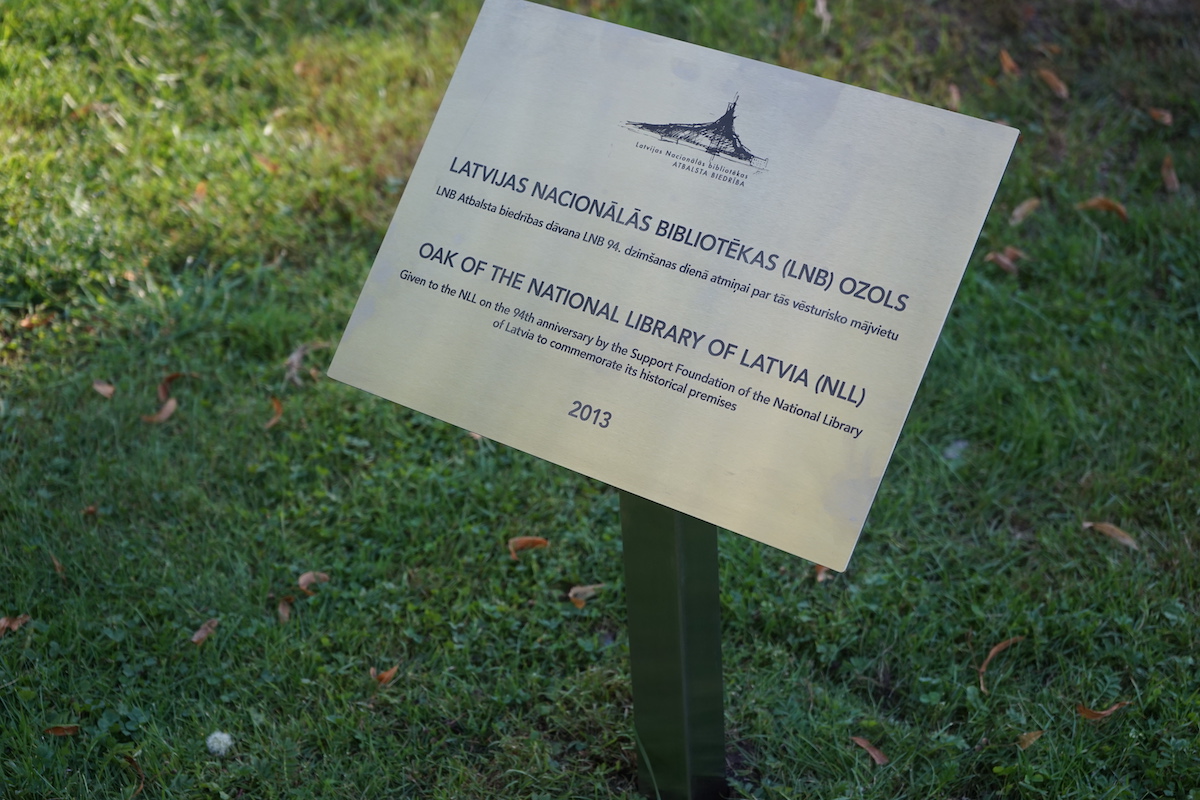 Latvijas Nacionālās bibliotēkas
ATBALSTA BIEDRĪBA
LATVIJAS NACIONĀLĀS BIBLIOTĒKAS (LNB) OZOLS
LNB Atbalsta biedrības dāvana LNB 94. dzimšanas dienā atmiņai par tās vēsturisko mājvietu
OAK OF THE NATIONAL LIBRARY OF LATVIA (NLL)
Given to the NLL on the 94th anniversary by the Support Foundation of the National Library
of Latvia to commemorate its historical premises
2013